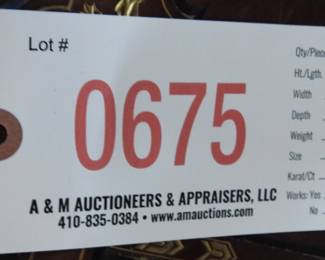 Lot #
0675
A & M AUCTIONEERS & APPRAISERS, LLC
410-835-0384 • www.amauctions.com
Qty/Piece
Ht./Lgth.
Width
Depth
Weight
Size
Karat/Ct
Works: Yes
No